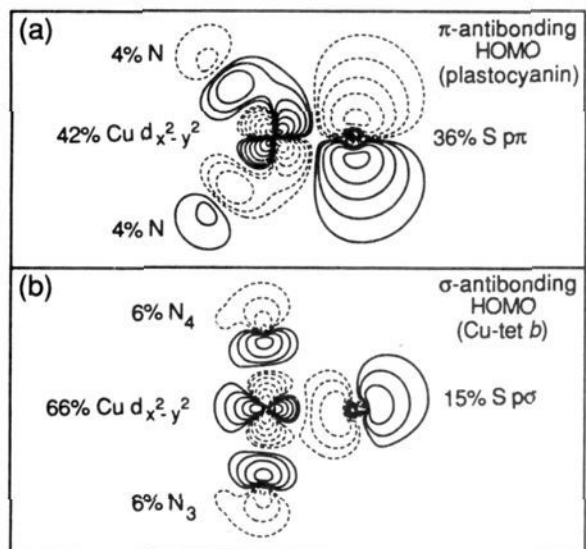 (a)
π-antibonding
HOMO
(plastocyanin)
4% N
42% Cu dx²-y²
36% S pπ
4% N
(b)
σ-antibonding
HOMO
(Cu-tet b)
6% N₄
66% Cu dx²-y²
15% S pσ
6% N₃